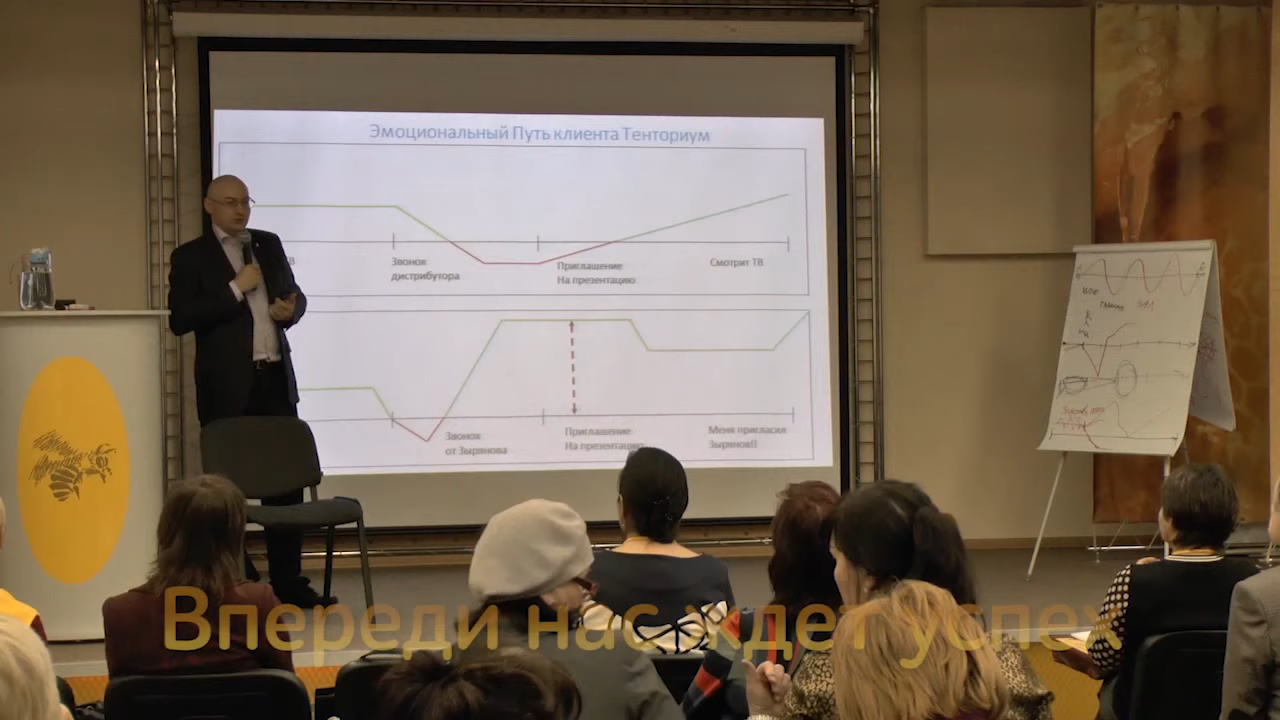 Эмоциональный Путь клиента Тенториум
В
Звонок
дистрибутора
Приглашение
На презентацию
Смотрит ТВ
Звонок
от Зырянова
Приглашение
На презентацию
Меня пригласил
Зырянов!!
Впереди нас ждет успех